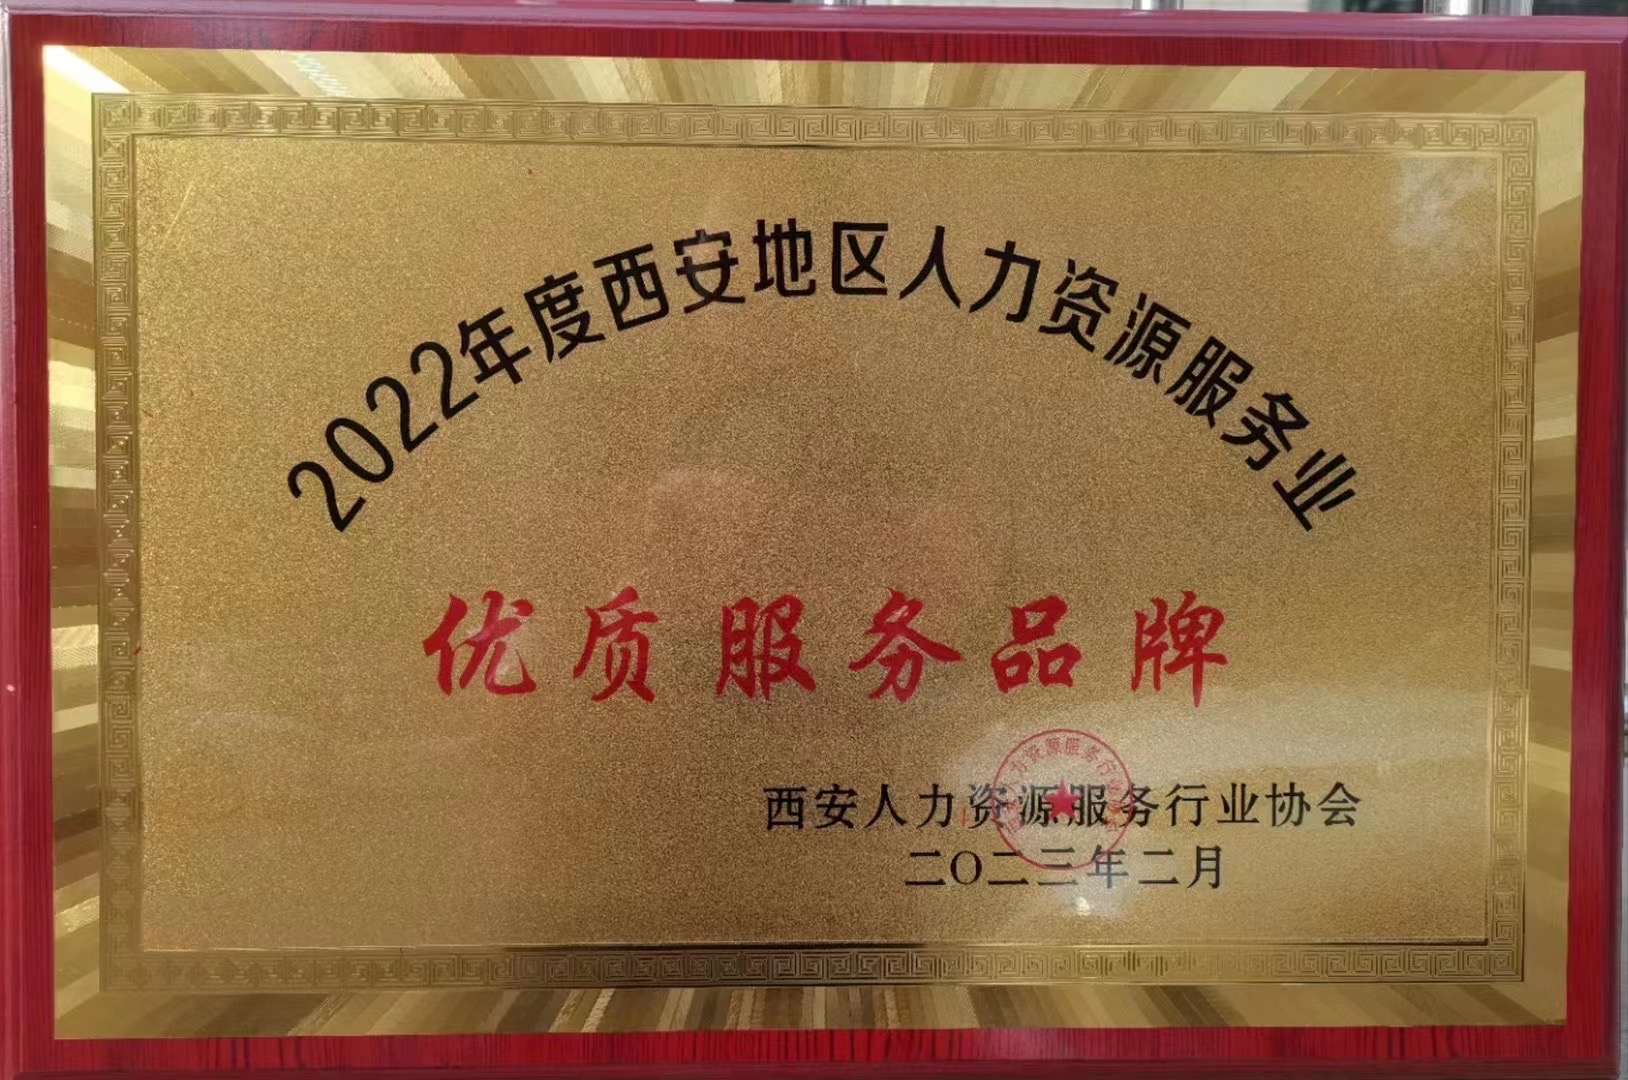 2022年度西安地区人力资源服务业
优质服务品牌
西安人力资源服务行业协会
二〇二三年二月